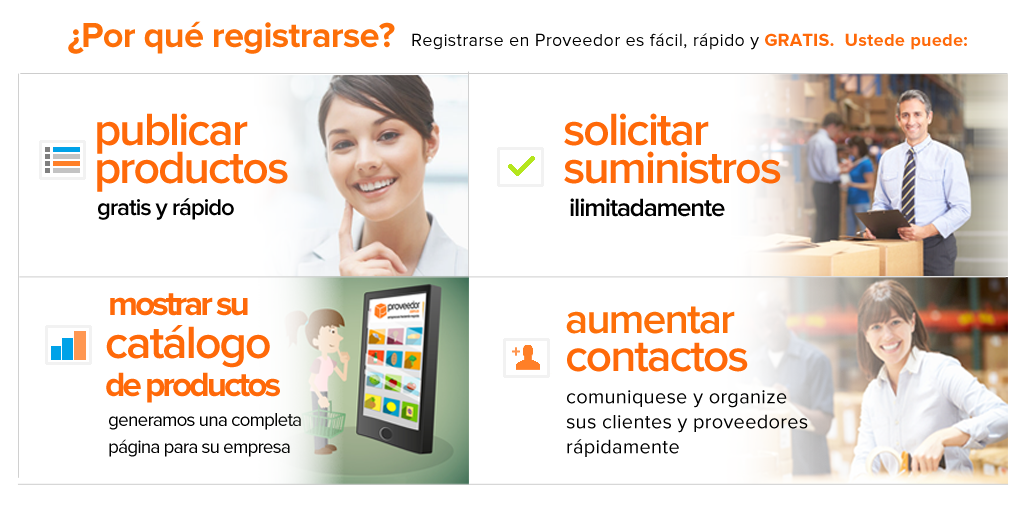 ¿Por qué registrarse? Registrarse en Proveedor es fácil, rápido y GRATIS. Ustede puede:
publicar
productos
gratis y rápido
solicitar
suministros
ilimitadamente
mostrar su
catálogo
de productos
generamos una completa
página para su empresa
proveedor
aumentar
contactos
comuniquese y organize
sus clientes y proveedores
rápidamente